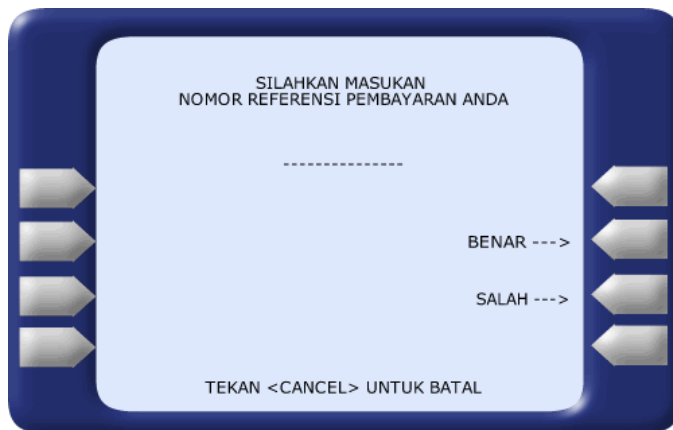 SILAHKAN MASUKAN
NOMOR REFERENSI PEMBAYARAN ANDA
---------------
BENAR --->
SALAH --->
TEKAN <CANCEL> UNTUK BATAL